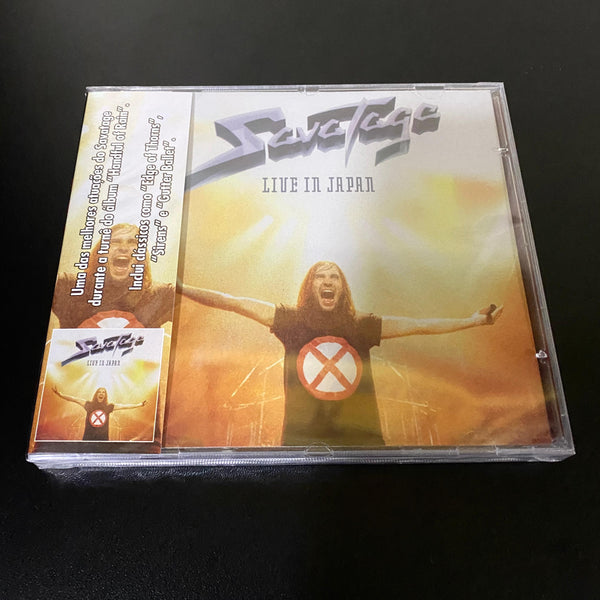 Savatage
LIVE IN JAPAN
Uma das melhores atuações do Savatage
durante a turnê do álbum "Handful of Rain".
Inclui clássicos como "Edge of Thorns",
"Sirens" e "Gutter Ballet".
Savatage
LIVE IN JAPAN